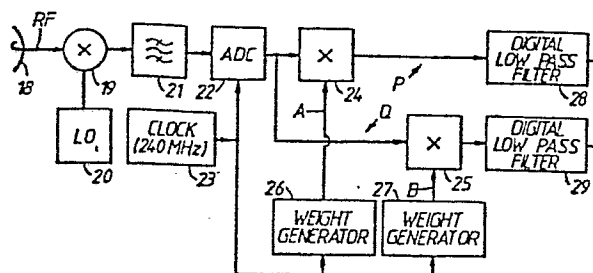 RF
18
19
LO
20
21
ADC
22
CLOCK
(240 MHz)
23
24
A
P
Q
25
B
26
WEIGHT
GENERATOR
27
WEIGHT
GENERATOR
DIGITAL
LOW PASS
FILTER
28
DIGITAL
LOW PASS
FILTER
29